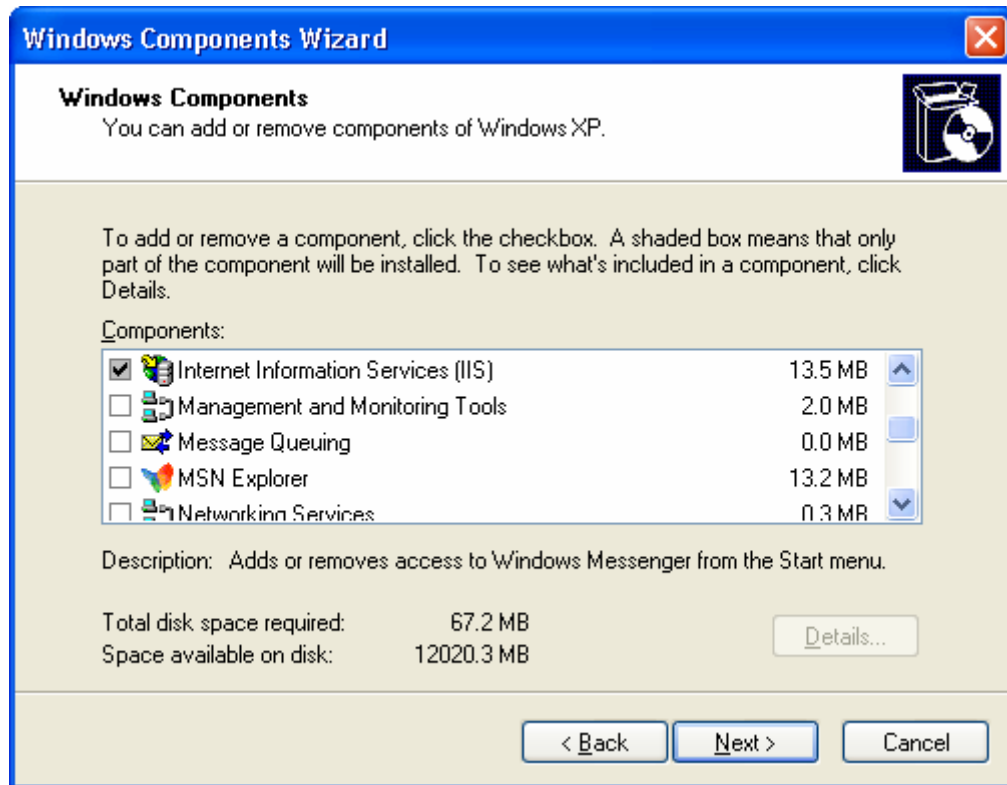 Windows Components Wizard
Windows Components
You can add or remove components of Windows XP.
To add or remove a component, click the checkbox. A shaded box means that only
part of the component will be installed. To see what's included in a component, click
Details.
Components:
Internet Information Services (IIS) 13.5 MB
Management and Monitoring Tools 2.0 MB
Message Queuing 0.0 MB
MSN Explorer 13.2 MB
Networking Services 0.3 MB
Description: Adds or removes access to Windows Messenger from the Start menu.
Total disk space required: 67.2 MB
Space available on disk: 12020.3 MB
Details...
< Back Next > Cancel